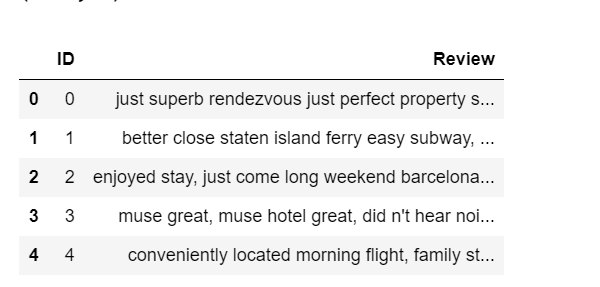 ID Review
0 0 just superb rendezvous just perfect property s...
1 1 better close staten island ferry easy subway, ...
2 2 enjoyed stay, just come long weekend barcelona...
3 3 muse great, muse hotel great, did n't hear noi...
4 4 conveniently located morning flight, family st...